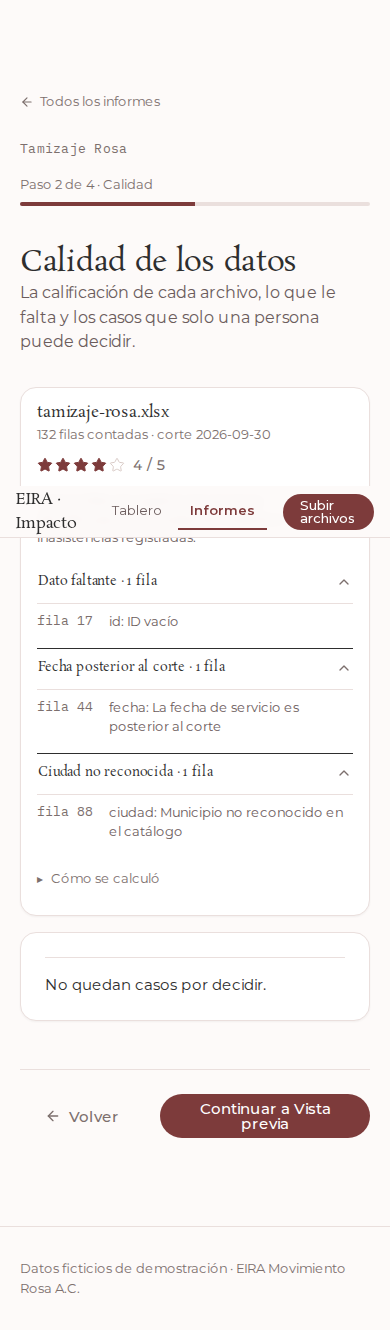 ← Todos los informes
Tamizaje Rosa
Paso 2 de 4 · Calidad
Calidad de los datos
La calificación de cada archivo, lo que le
falta y los casos que solo una persona
puede decidir.
tamizaje-rosa.xlsx
132 filas contadas · corte 2026-09-30
4 / 5
EIRA ·
Impacto
Tablero
Informes
Subir
archivos
inasistencias registradas.
Dato faltante · 1 fila
fila 17 id: ID vacío
Fecha posterior al corte · 1 fila
fila 44 fecha: La fecha de servicio es
posterior al corte
Ciudad no reconocida · 1 fila
fila 88 ciudad: Municipio no reconocido en
el catálogo
▸ Cómo se calculó
No quedan casos por decidir.
← Volver
Continuar a Vista
previa
Datos ficticios de demostración · EIRA Movimiento
Rosa A.C.